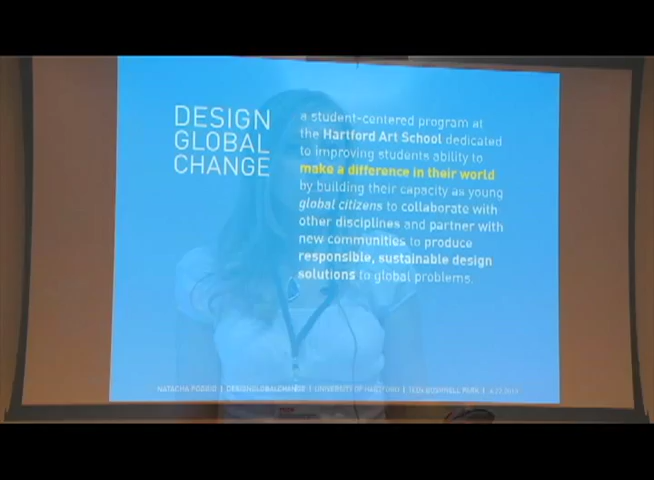 DESIGN
GLOBAL
CHANGE
a student-centered program at
the Hartford Art School dedicated
to improving students ability to
make a difference in their world
by building their capacity as young
global citizens to collaborate with
other disciplines and partner with
new communities to produce
responsible, sustainable design
solutions to global problems.
NATACHA POGGIO | DESIGNGLOBALCHANGE | UNIVERSITY OF HARTFORD | BUSHNELL PARK